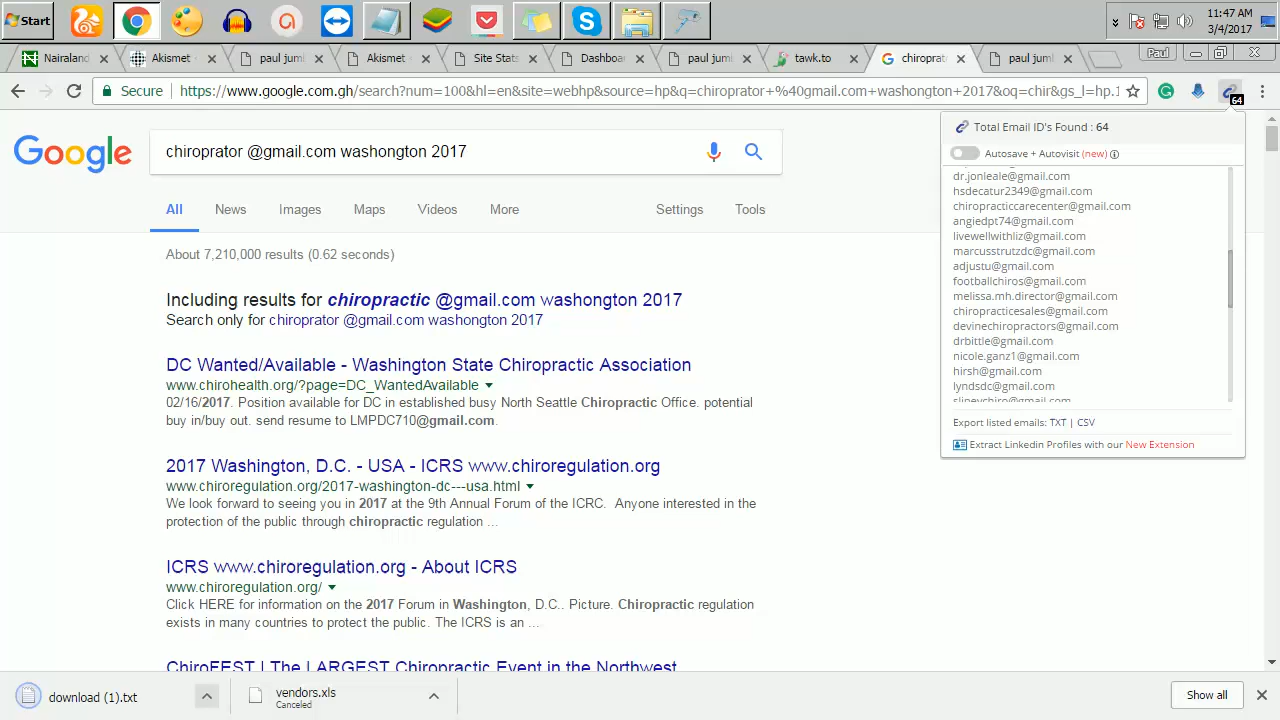 Start
11:47 AM
3/4/2017
Nairaland
Akismet
paul juml
Akismet
Site Stats
Dashboa
paul juml
tawk.to
chiroprat
paul juml
Paul
Secure
https://www.google.com.gh/search?num=100&hl=en&site=webhp&source=hp&q=chiroprator+%40gmail.com+washongton+2017&oq=chir&gs_l=hp.1
64
Google
chiroprator @gmail.com washongton 2017
All
News
Images
Maps
Videos
More
Settings
Tools
About 7,210,000 results (0.62 seconds)
Including results for chiropractic @gmail.com washongton 2017
Search only for chiroprator @gmail.com washongton 2017
DC Wanted/Available - Washington State Chiropractic Association
www.chirohealth.org/?page=DC_WantedAvailable
02/16/2017. Position available for DC in established busy North Seattle Chiropractic Office. potential
buy in/buy out. send resume to LMPDC710@gmail.com.
2017 Washington, D.C. - USA - ICRS www.chiroregulation.org
www.chiroregulation.org/2017-washington-dc---usa.html
We look forward to seeing you in 2017 at the 9th Annual Forum of the ICRC. Anyone interested in the
protection of the public through chiropractic regulation ...
ICRS www.chiroregulation.org - About ICRS
www.chiroregulation.org/
Click HERE for information on the 2017 Forum in Washington, D.C.. Picture. Chiropractic regulation
exists in many countries to protect the public. The ICRS is an ...
ChiroFEST | The LARGEST Chiropractic Event in the Northwest
Total Email ID's Found : 64
Autosave + Autovisit (new)
dr.jonleale@gmail.com
hsdecatur2349@gmail.com
chiropracticcarecenter@gmail.com
angiedpt74@gmail.com
livewellwithliz@gmail.com
marcusstrutzdc@gmail.com
adjustu@gmail.com
footballchiros@gmail.com
melissa.mh.director@gmail.com
chiropracticesales@gmail.com
devinechiropractors@gmail.com
drbittle@gmail.com
nicole.ganz1@gmail.com
hirsh@gmail.com
lyndsdc@gmail.com
slineychiro@gmail.com
Export listed emails: TXT | CSV
Extract Linkedin Profiles with our New Extension
download (1).txt
vendors.xls
Canceled
Show all